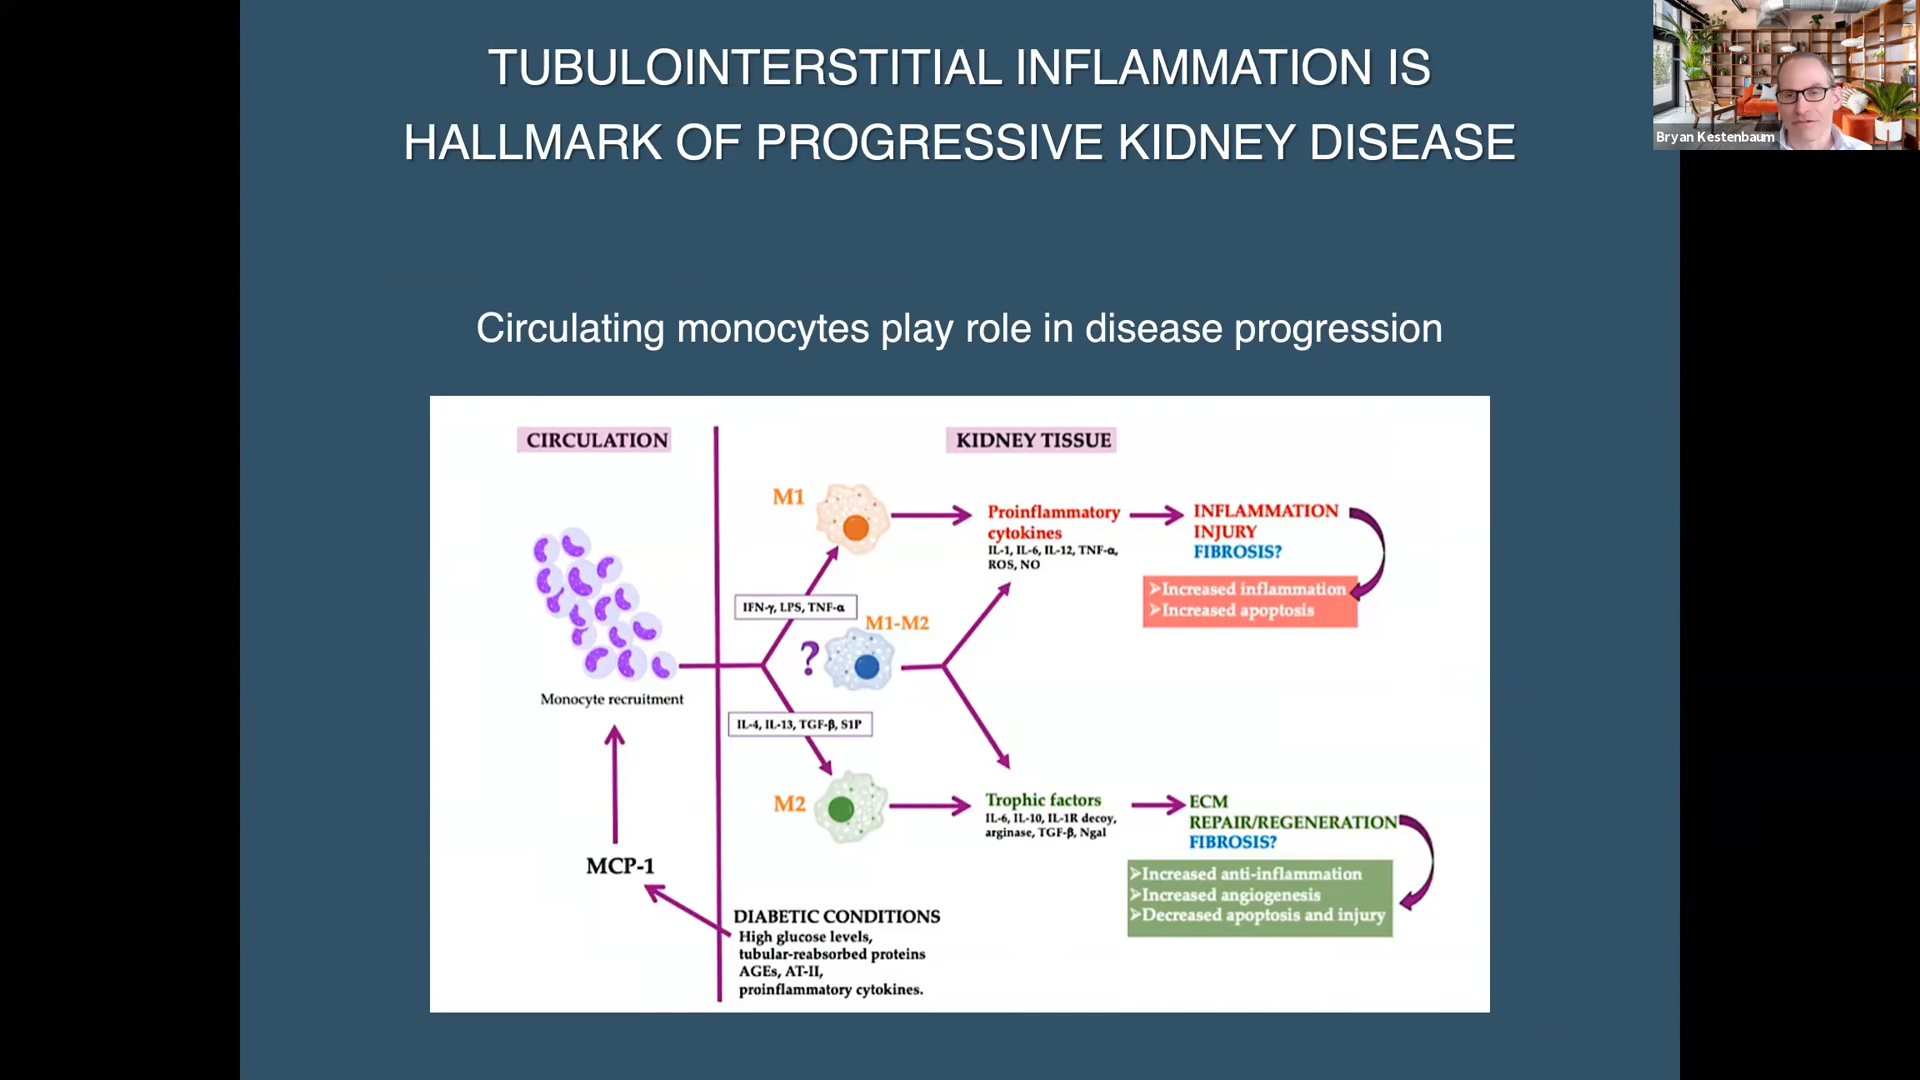 TUBULOINTERSTITIAL INFLAMMATION IS
HALLMARK OF PROGRESSIVE KIDNEY DISEASE
Bryan Kestenbaum
Circulating monocytes play role in disease progression
CIRCULATION
KIDNEY TISSUE
M1
Proinflammatory
cytokines
IL-1, IL-6, IL-12, TNF-α,
ROS, NO
INFLAMMATION
INJURY
FIBROSIS?
➢Increased inflammation
➢Increased apoptosis
IFN-γ, LPS, TNF-α
M1-M2
?
Monocyte recruitment
IL-4, IL-13, TGF-β, S1P
M2
Trophic factors
IL-6, IL-10, IL-1R decoy,
arginase, TGF-β, Ngal
ECM
REPAIR/REGENERATION
FIBROSIS?
➢Increased anti-inflammation
➢Increased angiogenesis
➢Decreased apoptosis and injury
MCP-1
DIABETIC CONDITIONS
High glucose levels,
tubular-reabsorbed proteins
AGEs, AT-II,
proinflammatory cytokines.